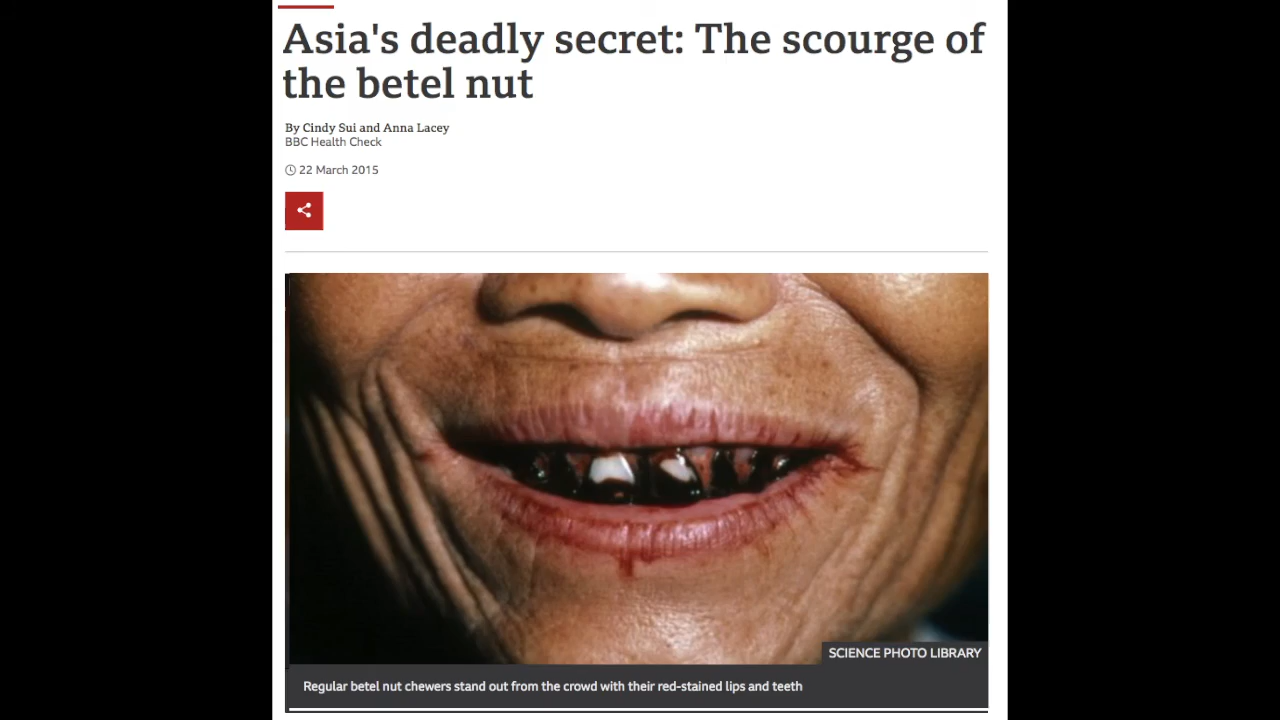 Asia's deadly secret: The scourge of
the betel nut
By Cindy Sui and Anna Lacey
BBC Health Check
22 March 2015
SCIENCE PHOTO LIBRARY
Regular betel nut chewers stand out from the crowd with their red-stained lips and teeth